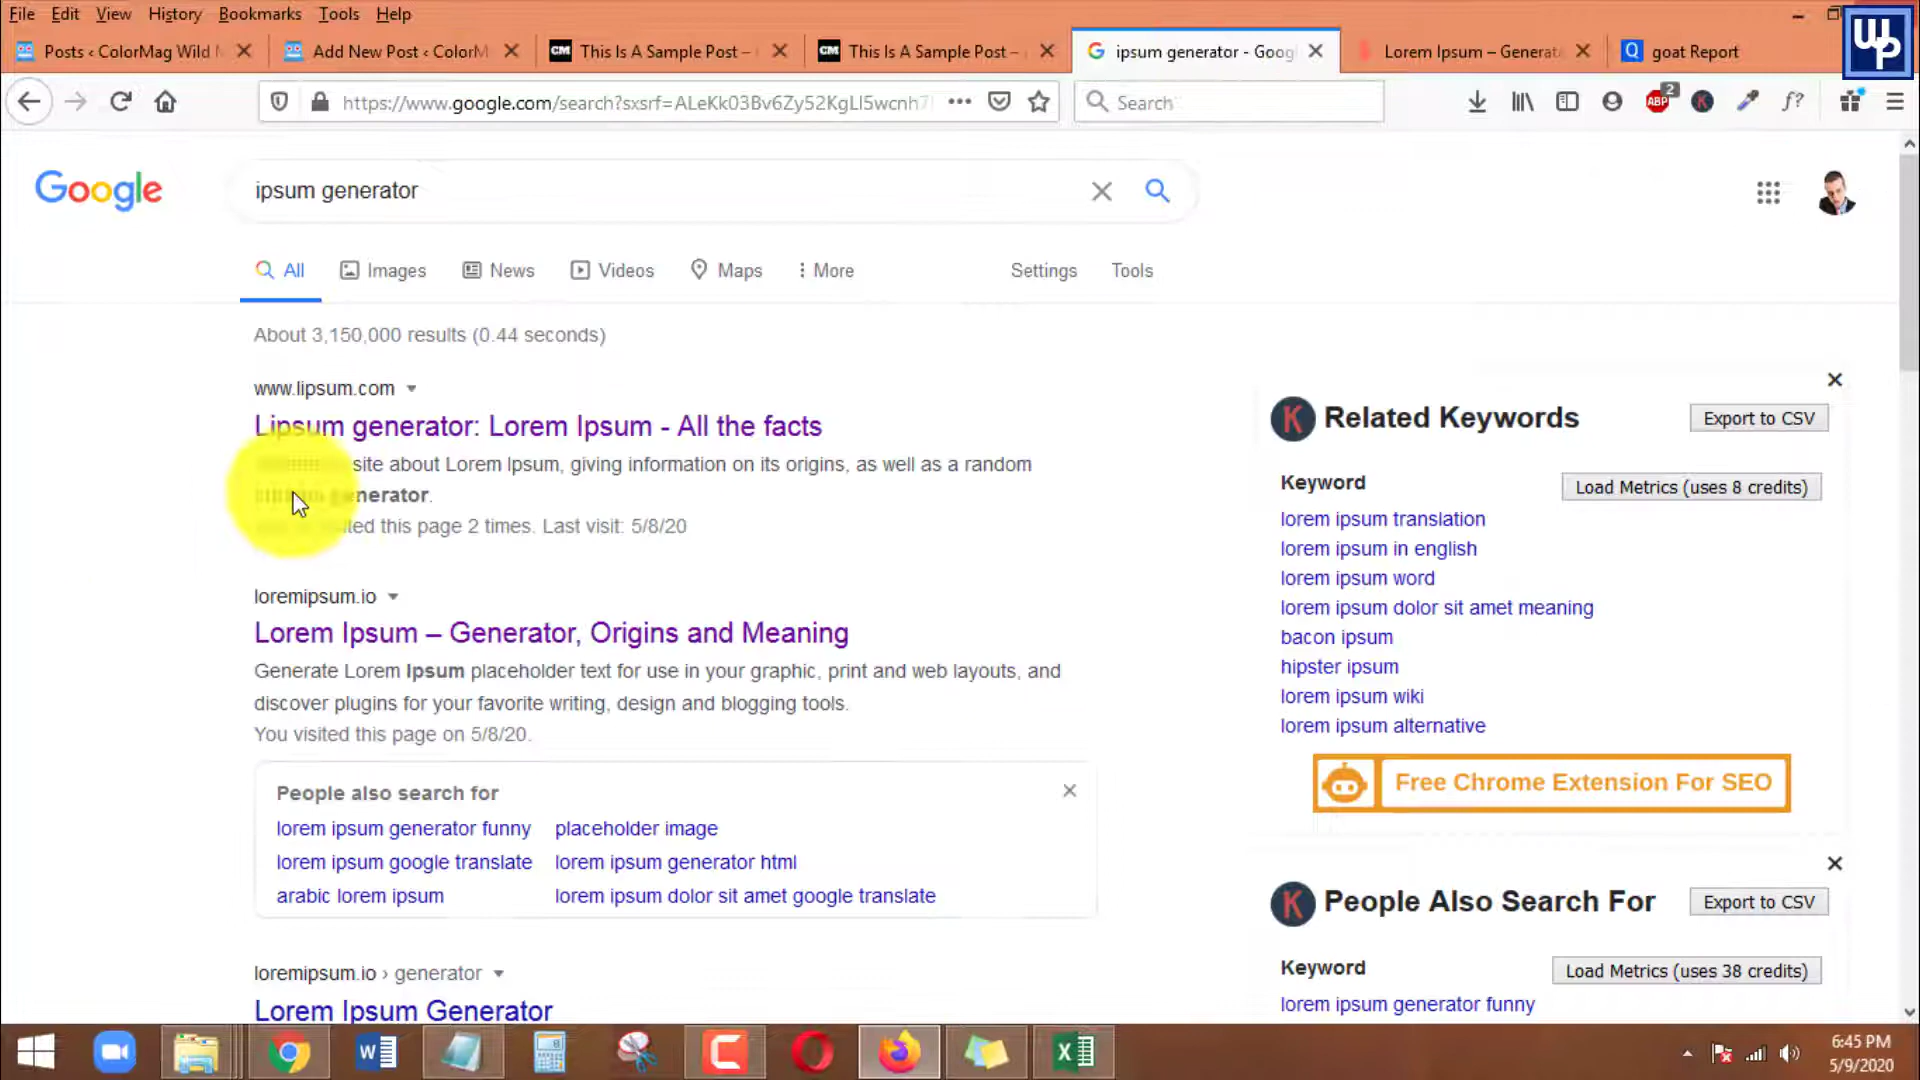 File Edit View History Bookmarks Tools Help
Posts ‹ ColorMag Wild
Add New Post ‹ ColorM
CM This Is A Sample Post –
CM This Is A Sample Post –
ipsum generator - Goog
Lorem Ipsum – Generat
Q goat Report
https://www.google.com/search?sxsrf=ALeKk03Bv6Zy52KgLI5wcnh7
Search
ABP 2
f?
Google
ipsum generator
All Images News Videos Maps More Settings Tools
About 3,150,000 results (0.44 seconds)
www.lipsum.com
Lipsum generator: Lorem Ipsum - All the facts
site about Lorem Ipsum, giving information on its origins, as well as a random
generator.
this page 2 times. Last visit: 5/8/20
loremipsum.io
Lorem Ipsum – Generator, Origins and Meaning
Generate Lorem Ipsum placeholder text for use in your graphic, print and web layouts, and
discover plugins for your favorite writing, design and blogging tools.
You visited this page on 5/8/20.
People also search for
lorem ipsum generator funny placeholder image
lorem ipsum google translate lorem ipsum generator html
arabic lorem ipsum lorem ipsum dolor sit amet google translate
loremipsum.io › generator
Lorem Ipsum Generator
K Related Keywords Export to CSV
Keyword Load Metrics (uses 8 credits)
lorem ipsum translation
lorem ipsum in english
lorem ipsum word
lorem ipsum dolor sit amet meaning
bacon ipsum
hipster ipsum
lorem ipsum wiki
lorem ipsum alternative
Free Chrome Extension For SEO
K People Also Search For Export to CSV
Keyword Load Metrics (uses 38 credits)
lorem ipsum generator funny
6:45 PM
5/9/2020